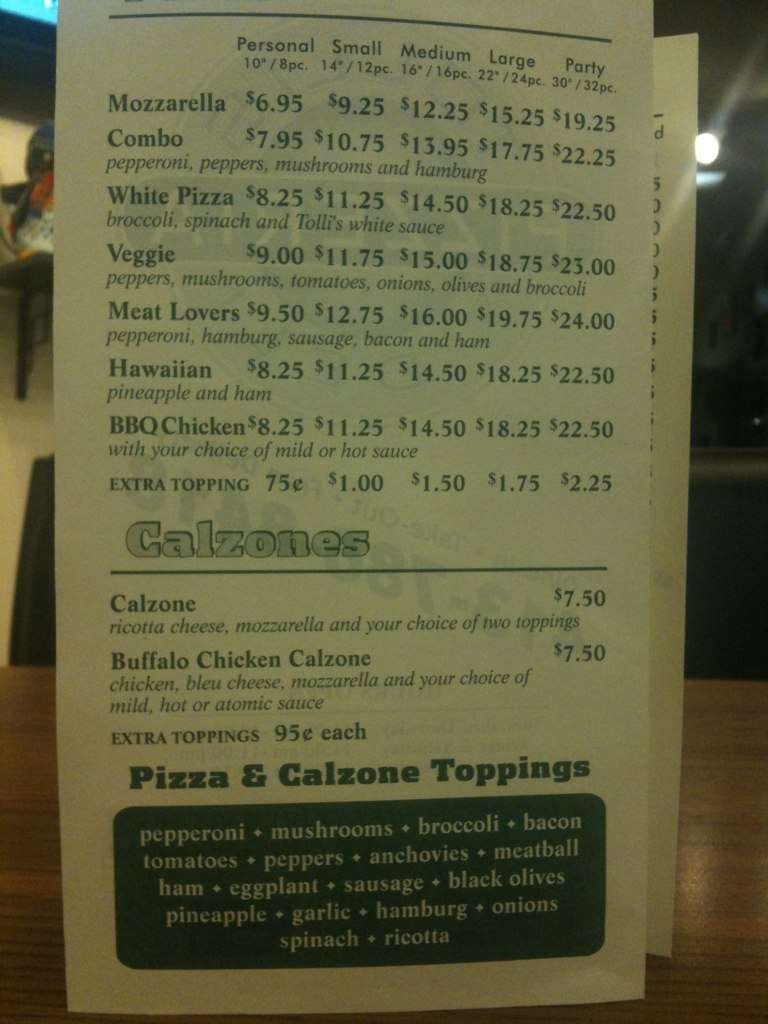 Personal Small Medium Large Party
10"/8pc. 14"/12pc. 16"/16pc. 22"/24pc. 30"/32pc.
Mozzarella $6.95 $9.25 $12.25 $15.25 $19.25
Combo $7.95 $10.75 $13.95 $17.75 $22.25
pepperoni, peppers, mushrooms and hamburg
White Pizza $8.25 $11.25 $14.50 $18.25 $22.50
broccoli, spinach and Tolli's white sauce
Veggie $9.00 $11.75 $15.00 $18.75 $23.00
peppers, mushrooms, tomatoes, onions, olives and broccoli
Meat Lovers $9.50 $12.75 $16.00 $19.75 $24.00
pepperoni, hamburg, sausage, bacon and ham
Hawaiian $8.25 $11.25 $14.50 $18.25 $22.50
pineapple and ham
BBQ Chicken $8.25 $11.25 $14.50 $18.25 $22.50
with your choice of mild or hot sauce
EXTRA TOPPING 75¢ $1.00 $1.50 $1.75 $2.25
Calzones
Calzone $7.50
ricotta cheese, mozzarella and your choice of two toppings
Buffalo Chicken Calzone $7.50
chicken, bleu cheese, mozzarella and your choice of
mild, hot or atomic sauce
EXTRA TOPPINGS 95¢ each
Pizza & Calzone Toppings
pepperoni • mushrooms • broccoli • bacon
tomatoes • peppers • anchovies • meatball
ham • eggplant • sausage • black olives
pineapple • garlic • hamburg • onions
spinach • ricotta